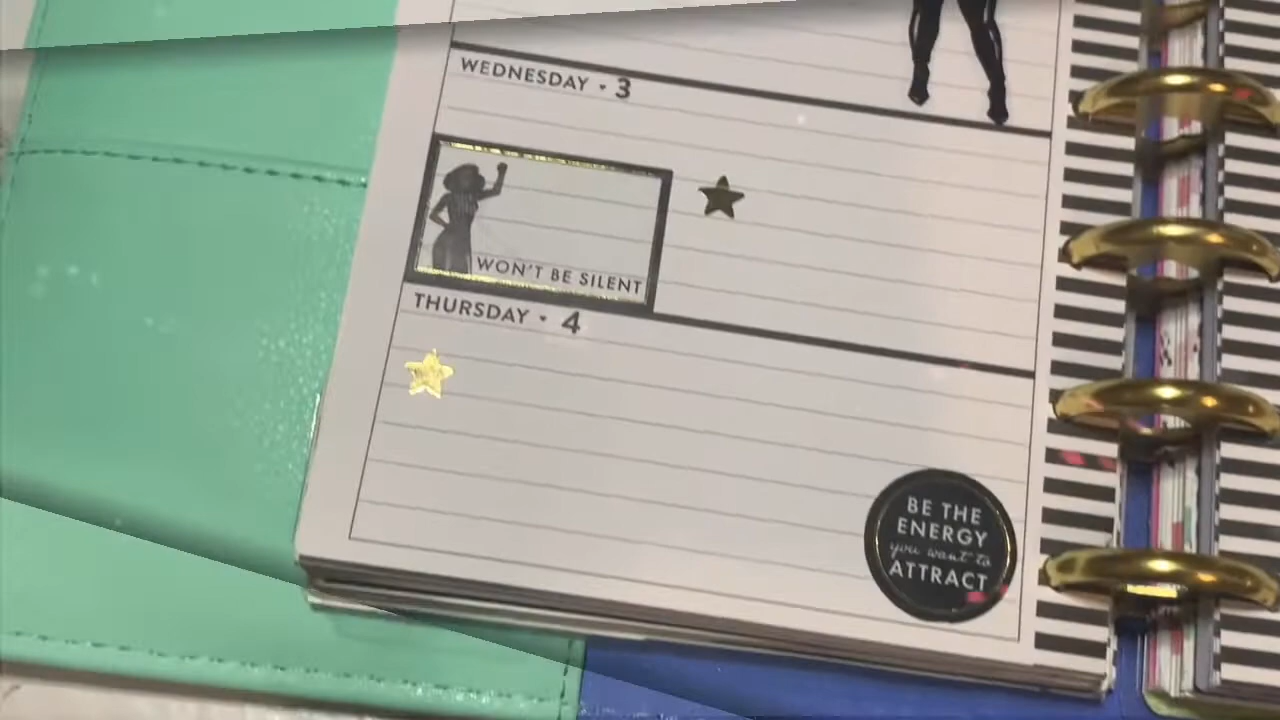 WEDNESDAY • 3
WON'T BE SILENT
THURSDAY • 4
BE THE
ENERGY
you want to
ATTRACT